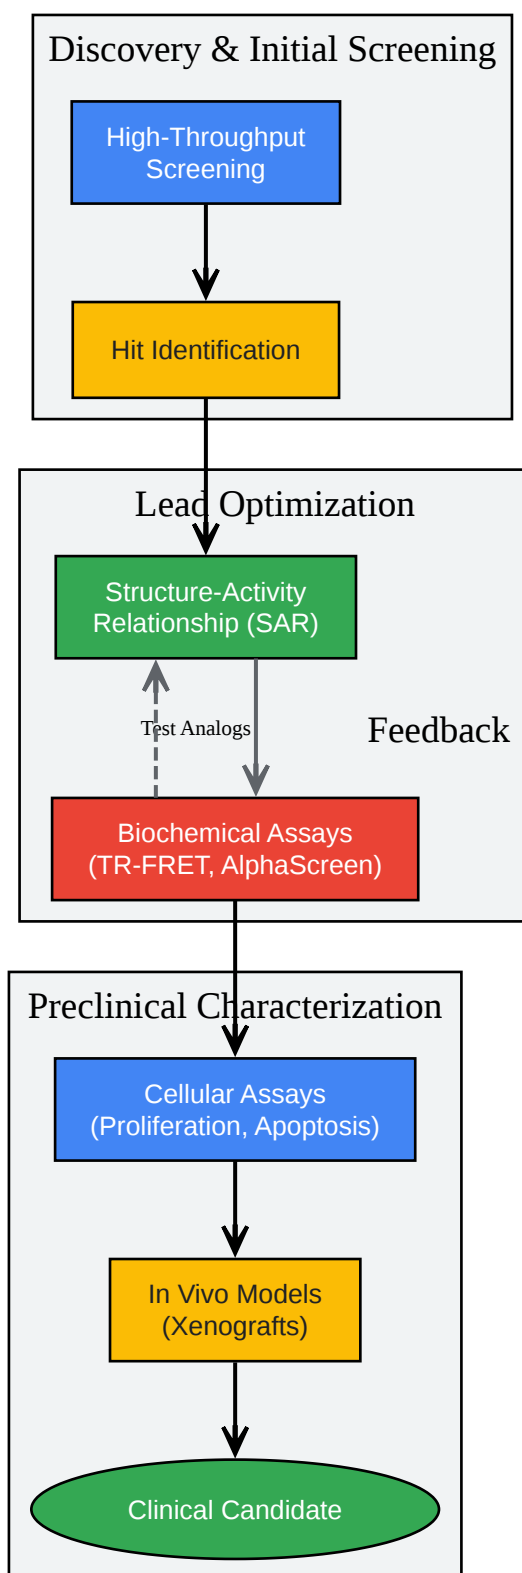 Discovery & Initial Screening
High-Throughput
Screening
Hit Identification
Lead Optimization
Structure-Activity
Relationship (SAR)
Test Analogs
Feedback
Biochemical Assays
(TR-FRET, AlphaScreen)
Preclinical Characterization
Cellular Assays
(Proliferation, Apoptosis)
In Vivo Models
(Xenografts)
Clinical Candidate